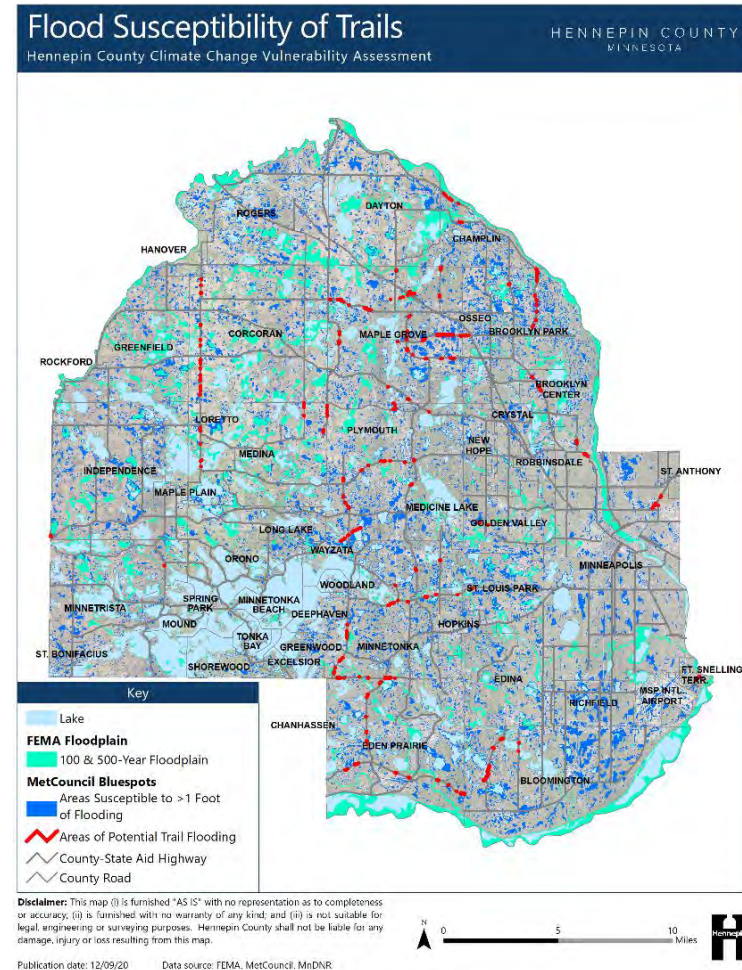 Flood Susceptibility of Trails
Hennepin County Climate Change Vulnerability Assessment
HENNEPIN COUNTY
MINNESOTA
DAYTON
ROGERS
CHAMPLIN
HANOVER
OSSEO
CORCORAN
MAPLE GROVE
BROOKLYN PARK
GREENFIELD
ROCKFORD
BROOKLYN
CENTER
CRYSTAL
LORETTO
PLYMOUTH
NEW
HOPE
MEDINA
ROBBINSDALE
INDEPENDENCE
ST. ANTHONY
MAPLE PLAIN
MEDICINE LAKE
GOLDEN VALLEY
LONG LAKE
WAYZATA
ORONO
MINNEAPOLIS
WOODLAND
ST. LOUIS PARK
SPRING
PARK
MINNETONKA
BEACH
MINNETRISTA
DEEPHAVEN
MOUND
HOPKINS
TONKA
BAY
GREENWOOD
MINNETONKA
ST. BONIFACIUS
EXCELSIOR
SHOREWOOD
FT. SNELLING
TERR.
EDINA
MSP INTL.
AIRPORT
RICHFIELD
CHANHASSEN
EDEN PRAIRIE
BLOOMINGTON
Key
Lake
FEMA Floodplain
100 & 500-Year Floodplain
MetCouncil Bluespots
Areas Susceptible to >1 Foot
of Flooding
Areas of Potential Trail Flooding
County-State Aid Highway
County Road
Disclaimer: This map (i) is furnished "AS IS" with no representation as to completeness
or accuracy; (ii) is furnished with no warranty of any kind; and (iii) is not suitable for
legal, engineering or surveying purposes. Hennepin County shall not be liable for any
damage, injury or loss resulting from this map.
N
0 5 10
Miles
Hennepin
Publication date: 12/09/20 Data source: FEMA, MetCouncil, MnDNR